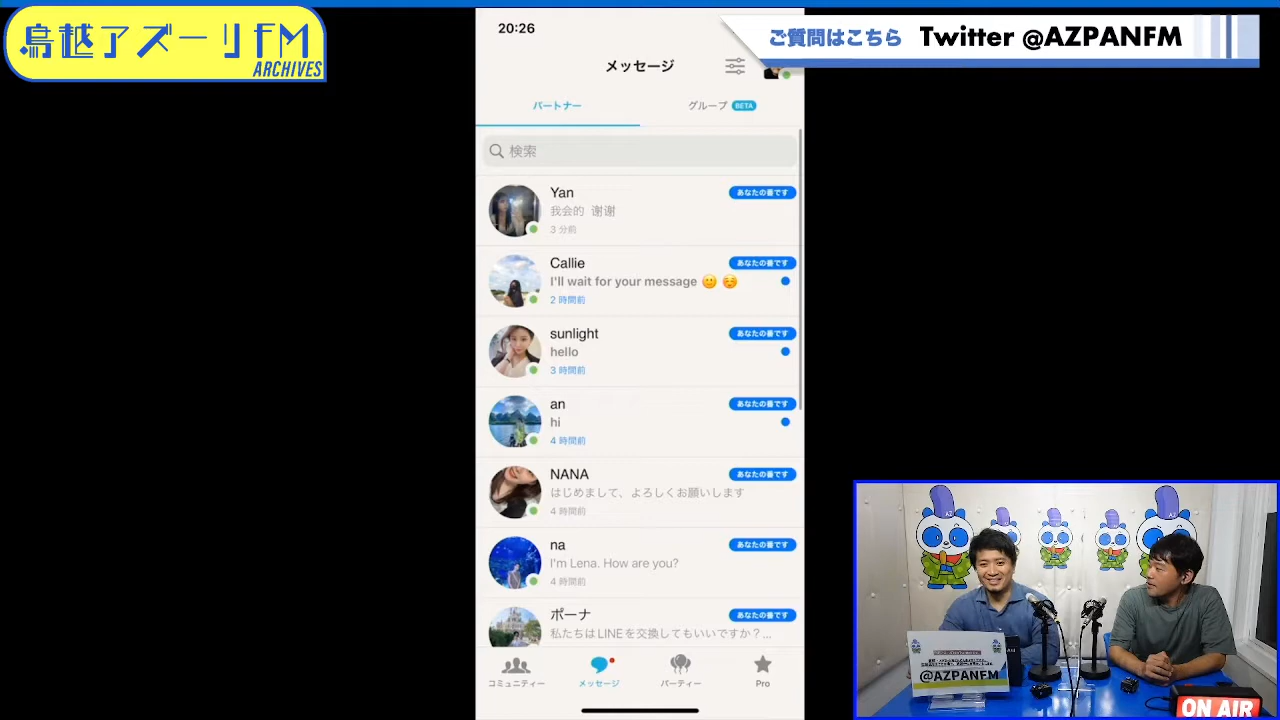 鳥越アズーリFM
ARCHIVES
ご質問はこちら Twitter @AZPANFM
20:26
メッセージ
パートナー
グループ BETA
検索
Yan
あなたの番です
我会的 谢谢
3 分前
Callie
あなたの番です
I'll wait for your message 🙂 ☺️
2 時間前
sunlight
あなたの番です
hello
3 時間前
an
あなたの番です
hi
4 時間前
NANA
あなたの番です
はじめまして、よろしくお願いします
4 時間前
na
あなたの番です
I'm Lena. How are you?
4 時間前
ポーナ
あなたの番です
私たちはLINEを交換してもいいですか？...
コミュニティー
メッセージ
パーティー
Pro
AZ
AZ
@AZPANFM
ON AIR